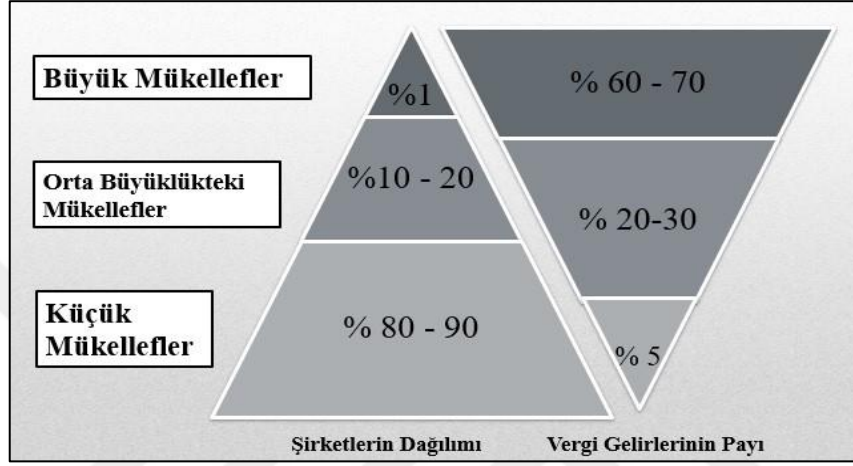 Büyük Mükellefler
%1
% 60 - 70
Orta Büyüklükteki
Mükellefler
%10 - 20
% 20-30
Küçük
Mükellefler
% 80 - 90
% 5
Şirketlerin Dağılımı
Vergi Gelirlerinin Payı